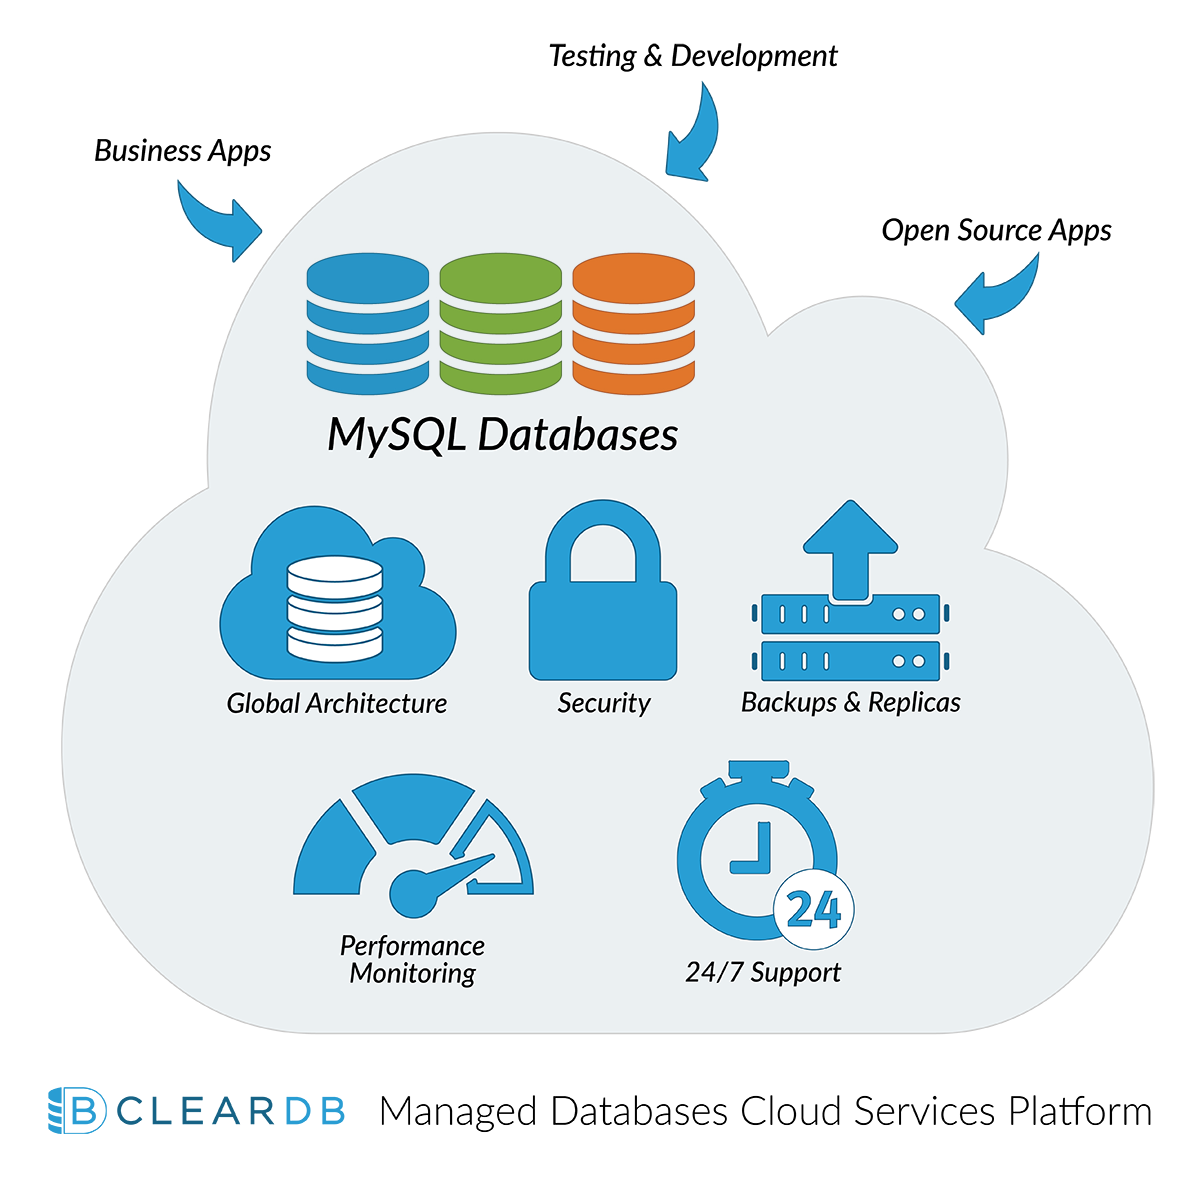 Testing & Development
Business Apps
Open Source Apps
MySQL Databases
Global Architecture
Security
Backups & Replicas
24
Performance
Monitoring
24/7 Support
B CLEARDB Managed Databases Cloud Services Platform